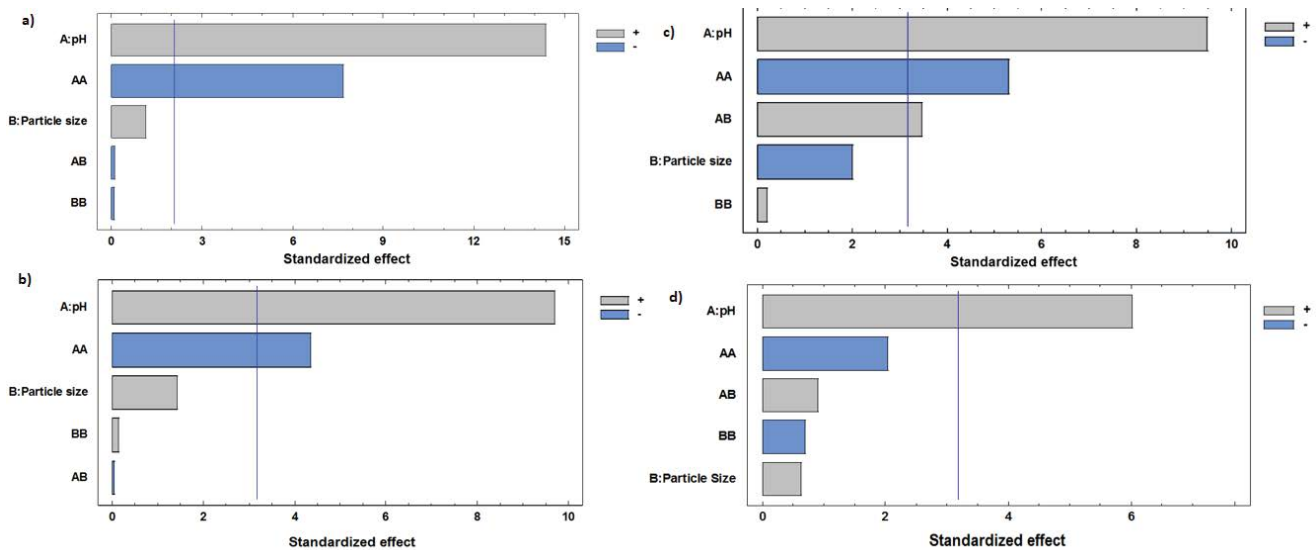 a)
A:pH
AA
B:Particle size
AB
BB
+
-
0 3 6 9 12 15
Standardized effect
c)
A:pH
AA
AB
B:Particle size
BB
+
-
0 2 4 6 8 10
Standardized effect
b)
A:pH
AA
B:Particle size
BB
AB
+
-
0 2 4 6 8 10
Standardized effect
d)
A:pH
AA
AB
BB
B:Particle Size
+
-
0 2 4 6
Standardized effect